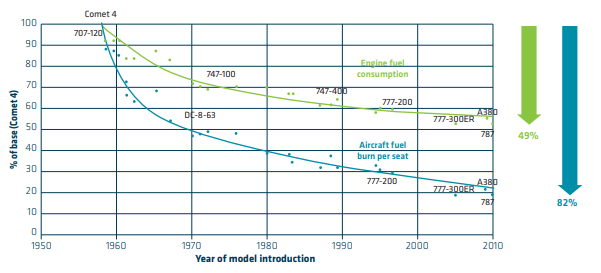 Comet 4
100
707-120
90
80
70
60
50
40
30
20
10
0
% of base (Comet 4)
Engine fuel
consumption
747-100
747-400
777-200
777-300ER
A380
787
DC-8-63
Aircraft fuel
burn per seat
777-200
777-300ER
A380
787
49%
82%
1950
1960
1970
1980
1990
2000
2010
Year of model introduction